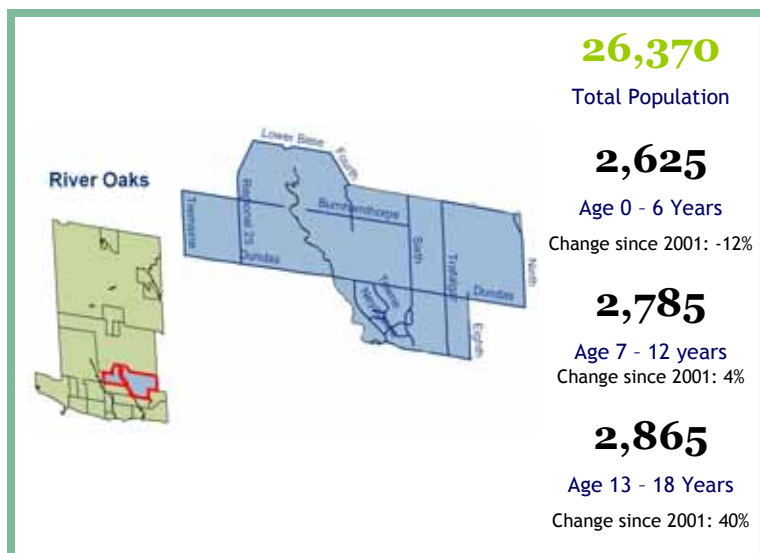 26,370
Total Population
2,625
Age 0 - 6 Years
Change since 2001: -12%
2,785
Age 7 - 12 years
Change since 2001: 4%
2,865
Age 13 - 18 Years
Change since 2001: 40%
River Oaks
Lower Base
Fourth
Tremaine
Regional 25
Burnhamthorpe
Dundas
Sixth
Trafalgar
North
Dundas
Eighth